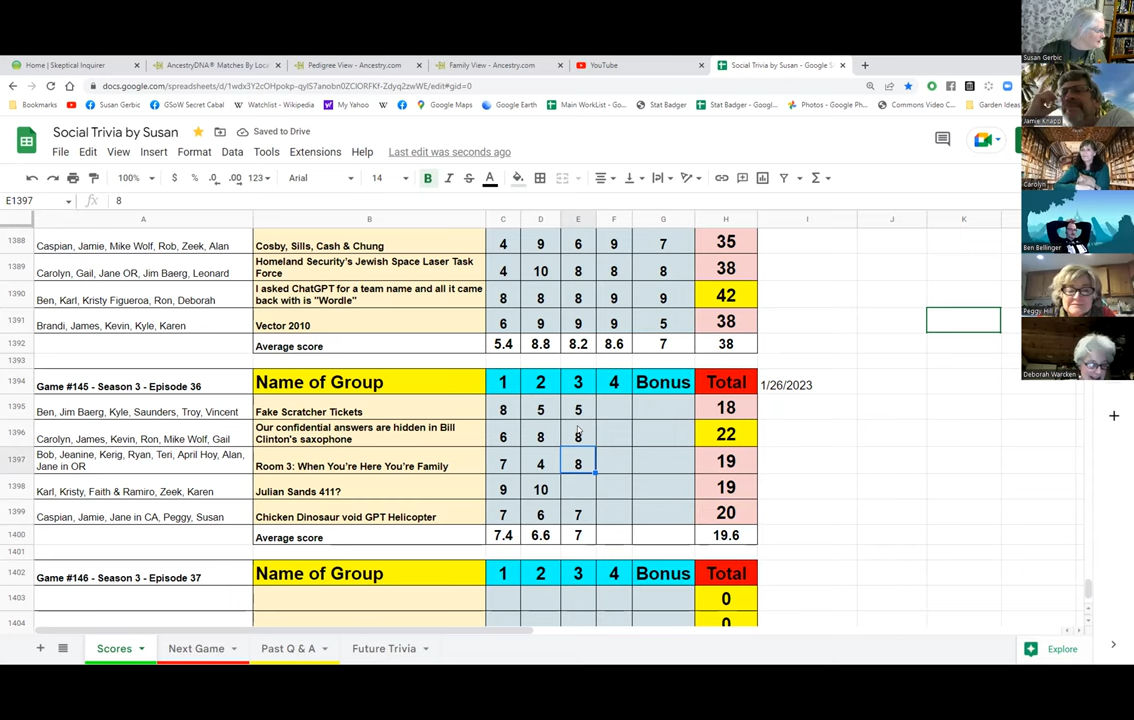 Home | Skeptical Inquirer
AncestryDNA® Matches By Loca
Pedigree View - Ancestry.com
Family View - Ancestry.com
YouTube
Social Trivia by Susan - Google S
docs.google.com/spreadsheets/d/1wdx3Y2cOHpokp-qyIS7anobn0ZCIORFKf-Zdyq2zwWE/edit#gid=0
Bookmarks
Susan Gerbic
GSoW Secret Cabal
Watchlist - Wikipedia
My Yahoo
Google Maps
Google Earth
Main WorkList - Go...
Stat Badger
Stat Badger - Googl...
Photos - Google Ph...
Commons Video C...
Garden Ideas
Social Trivia by Susan
Saved to Drive
File Edit View Insert Format Data Tools Extensions Help Last edit was seconds ago
100% $ % .0 .00 123 Arial 14 B I S A
E1397 fx 8
A B C D E F G H I J K
1388 Caspian, Jamie, Mike Wolf, Rob, Zeek, Alan Cosby, Sills, Cash & Chung 4 9 6 9 7 35
1389 Carolyn, Gail, Jane OR, Jim Baerg, Leonard Homeland Security's Jewish Space Laser Task Force 4 10 8 8 8 38
1390 Ben, Karl, Kristy Figueroa, Ron, Deborah I asked ChatGPT for a team name and all it came back with is "Wordle" 8 8 8 9 9 42
1391 Brandi, James, Kevin, Kyle, Karen Vector 2010 6 9 9 9 5 38
1392 Average score 5.4 8.8 8.2 8.6 7 38
1393
1394 Game #145 - Season 3 - Episode 36 Name of Group 1 2 3 4 Bonus Total 1/26/2023
1395 Ben, Jim Baerg, Kyle, Saunders, Troy, Vincent Fake Scratcher Tickets 8 5 5 18
1396 Carolyn, James, Kevin, Ron, Mike Wolf, Gail Our confidential answers are hidden in Bill Clinton's saxophone 6 8 8 22
1397 Bob, Jeanine, Kerig, Ryan, Teri, April Hoy, Alan, Jane in OR Room 3: When You're Here You're Family 7 4 8 19
1398 Karl, Kristy, Faith & Ramiro, Zeek, Karen Julian Sands 411? 9 10 19
1399 Caspian, Jamie, Jane in CA, Peggy, Susan Chicken Dinosaur void GPT Helicopter 7 6 7 20
1400 Average score 7.4 6.6 7 19.6
1401
1402 Game #146 - Season 3 - Episode 37 Name of Group 1 2 3 4 Bonus Total
1403 0
1404 0
Scores
Next Game
Past Q & A
Future Trivia
Explore
Susan Gerbic
Jamie Knapp
Carolyn
Ben Bellinger
Peggy Hill
Deborah Warcken